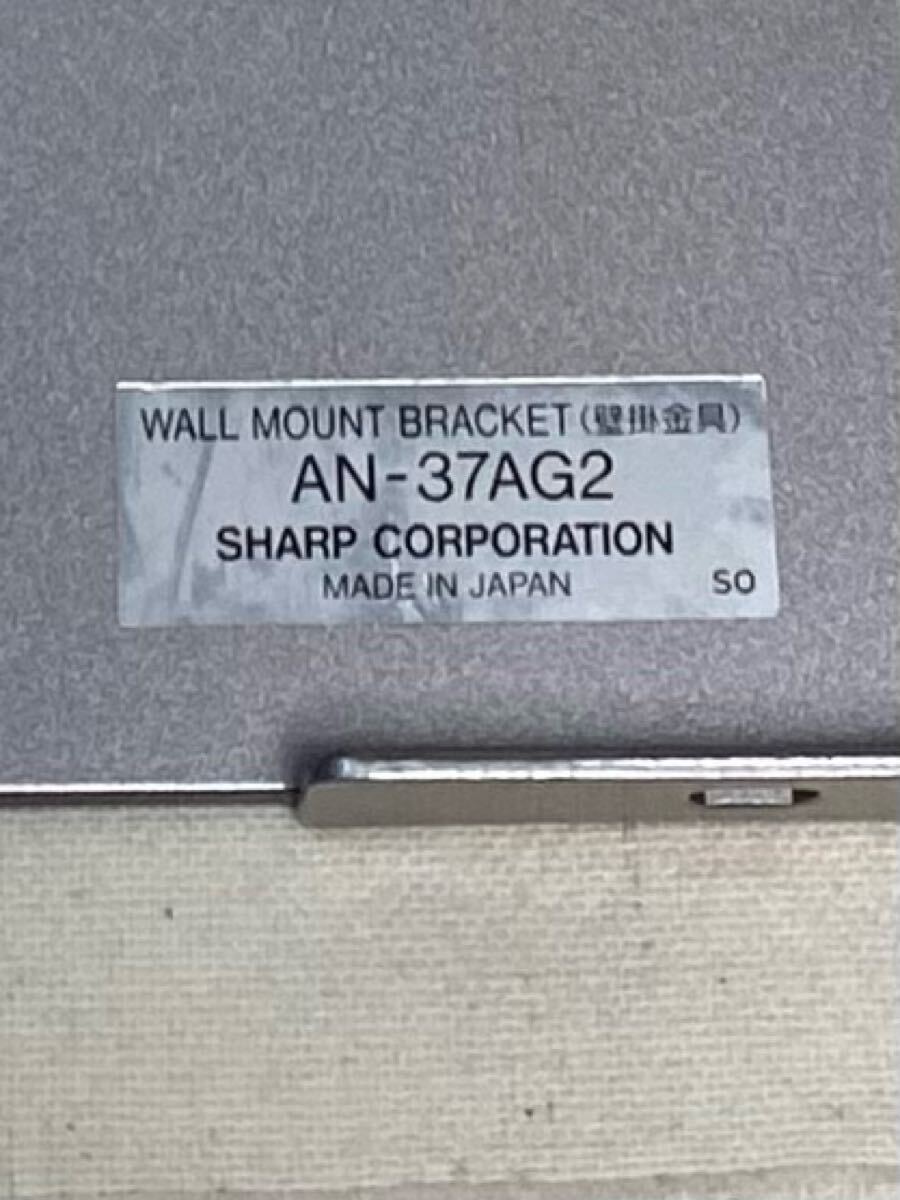 WALL MOUNT BRACKET(壁掛金具)
AN-37AG2
SHARP CORPORATION
MADE IN JAPAN SO